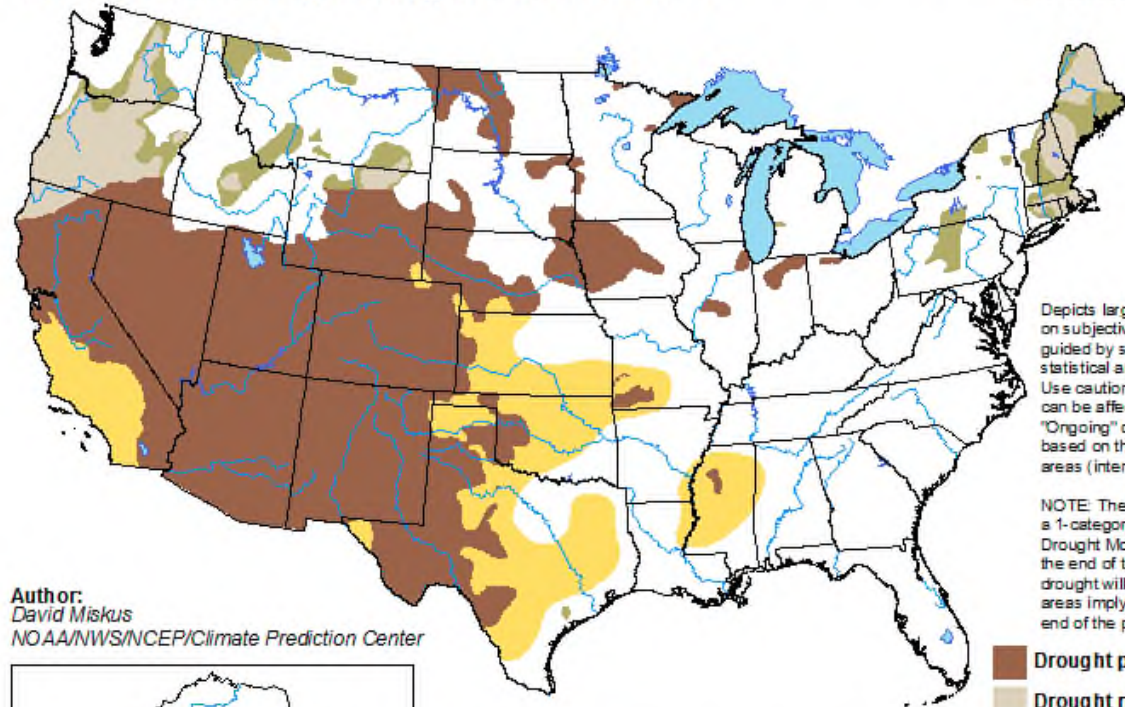 Author:
David Miskus
NOAA/NWS/NCEP/Climate Prediction Center
Depicts larg
on subjectiv
guided by s
statistical a
Use caution
can be affe
"Ongoing" d
based on th
areas (inter
NOTE: The
a 1-categor
Drought Mo
the end of t
drought will
areas imply
end of the p
Drought p
Drought r